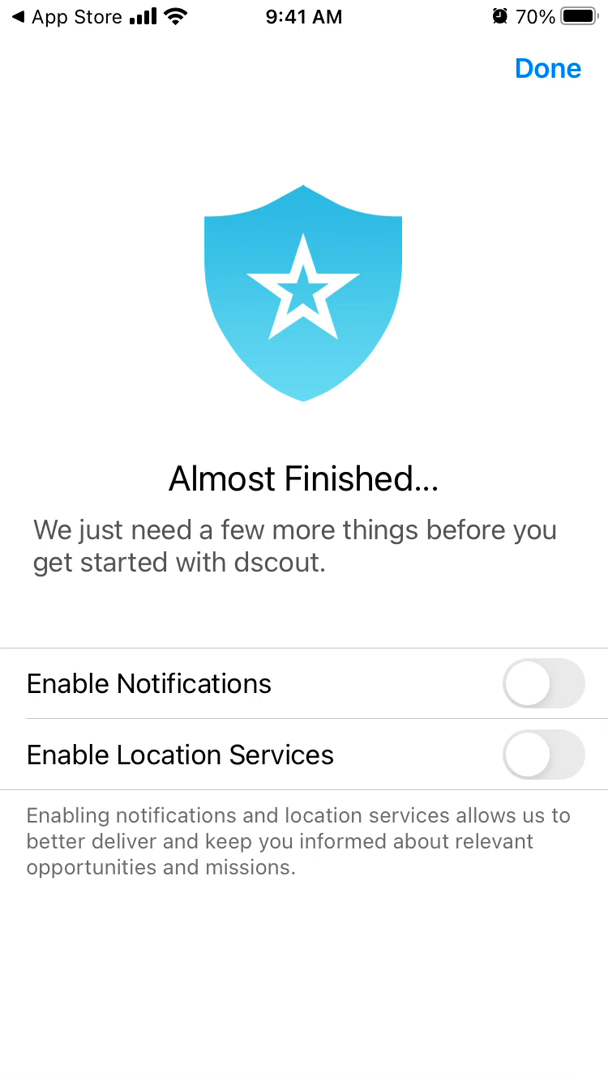 ◀ App Store 9:41 AM 70%
Done
Almost Finished...
We just need a few more things before you
get started with dscout.
Enable Notifications
Enable Location Services
Enabling notifications and location services allows us to
better deliver and keep you informed about relevant
opportunities and missions.